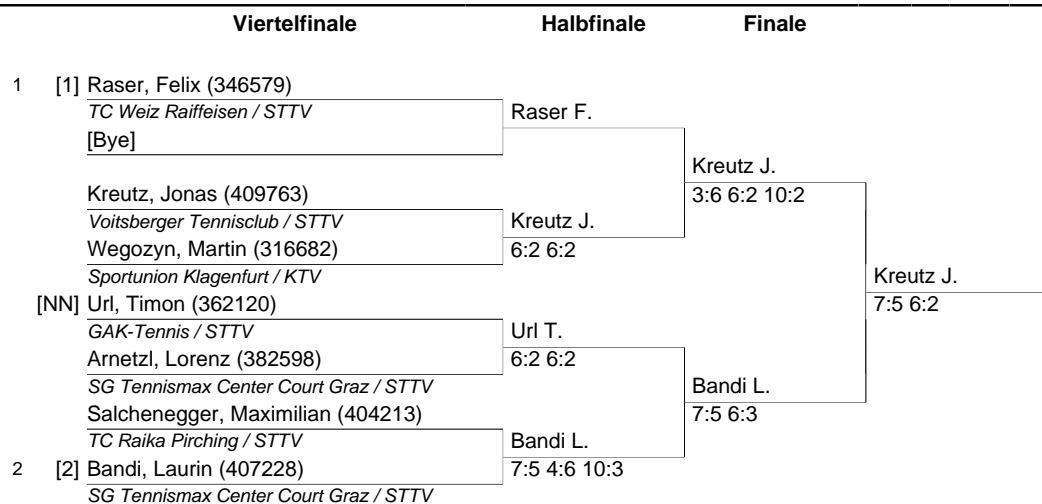 Viertelfinale Halbfinale Finale
1 [1] Raser, Felix (346579)
TC Weiz Raiffeisen / STTV Raser F.
[Bye]
Kreutz J.
Kreutz, Jonas (409763) 3:6 6:2 10:2
Voitsberger Tennisclub / STTV Kreutz J.
Wegozyn, Martin (316682) 6:2 6:2
Sportunion Klagenfurt / KTV Kreutz J.
[NN] Url, Timon (362120) 7:5 6:2
GAK-Tennis / STTV Url T.
Arnetzl, Lorenz (382598) 6:2 6:2
SG Tennismax Center Court Graz / STTV Bandi L.
Salchenegger, Maximilian (404213) 7:5 6:3
TC Raika Pirching / STTV Bandi L.
2 [2] Bandi, Laurin (407228) 7:5 4:6 10:3
SG Tennismax Center Court Graz / STTV